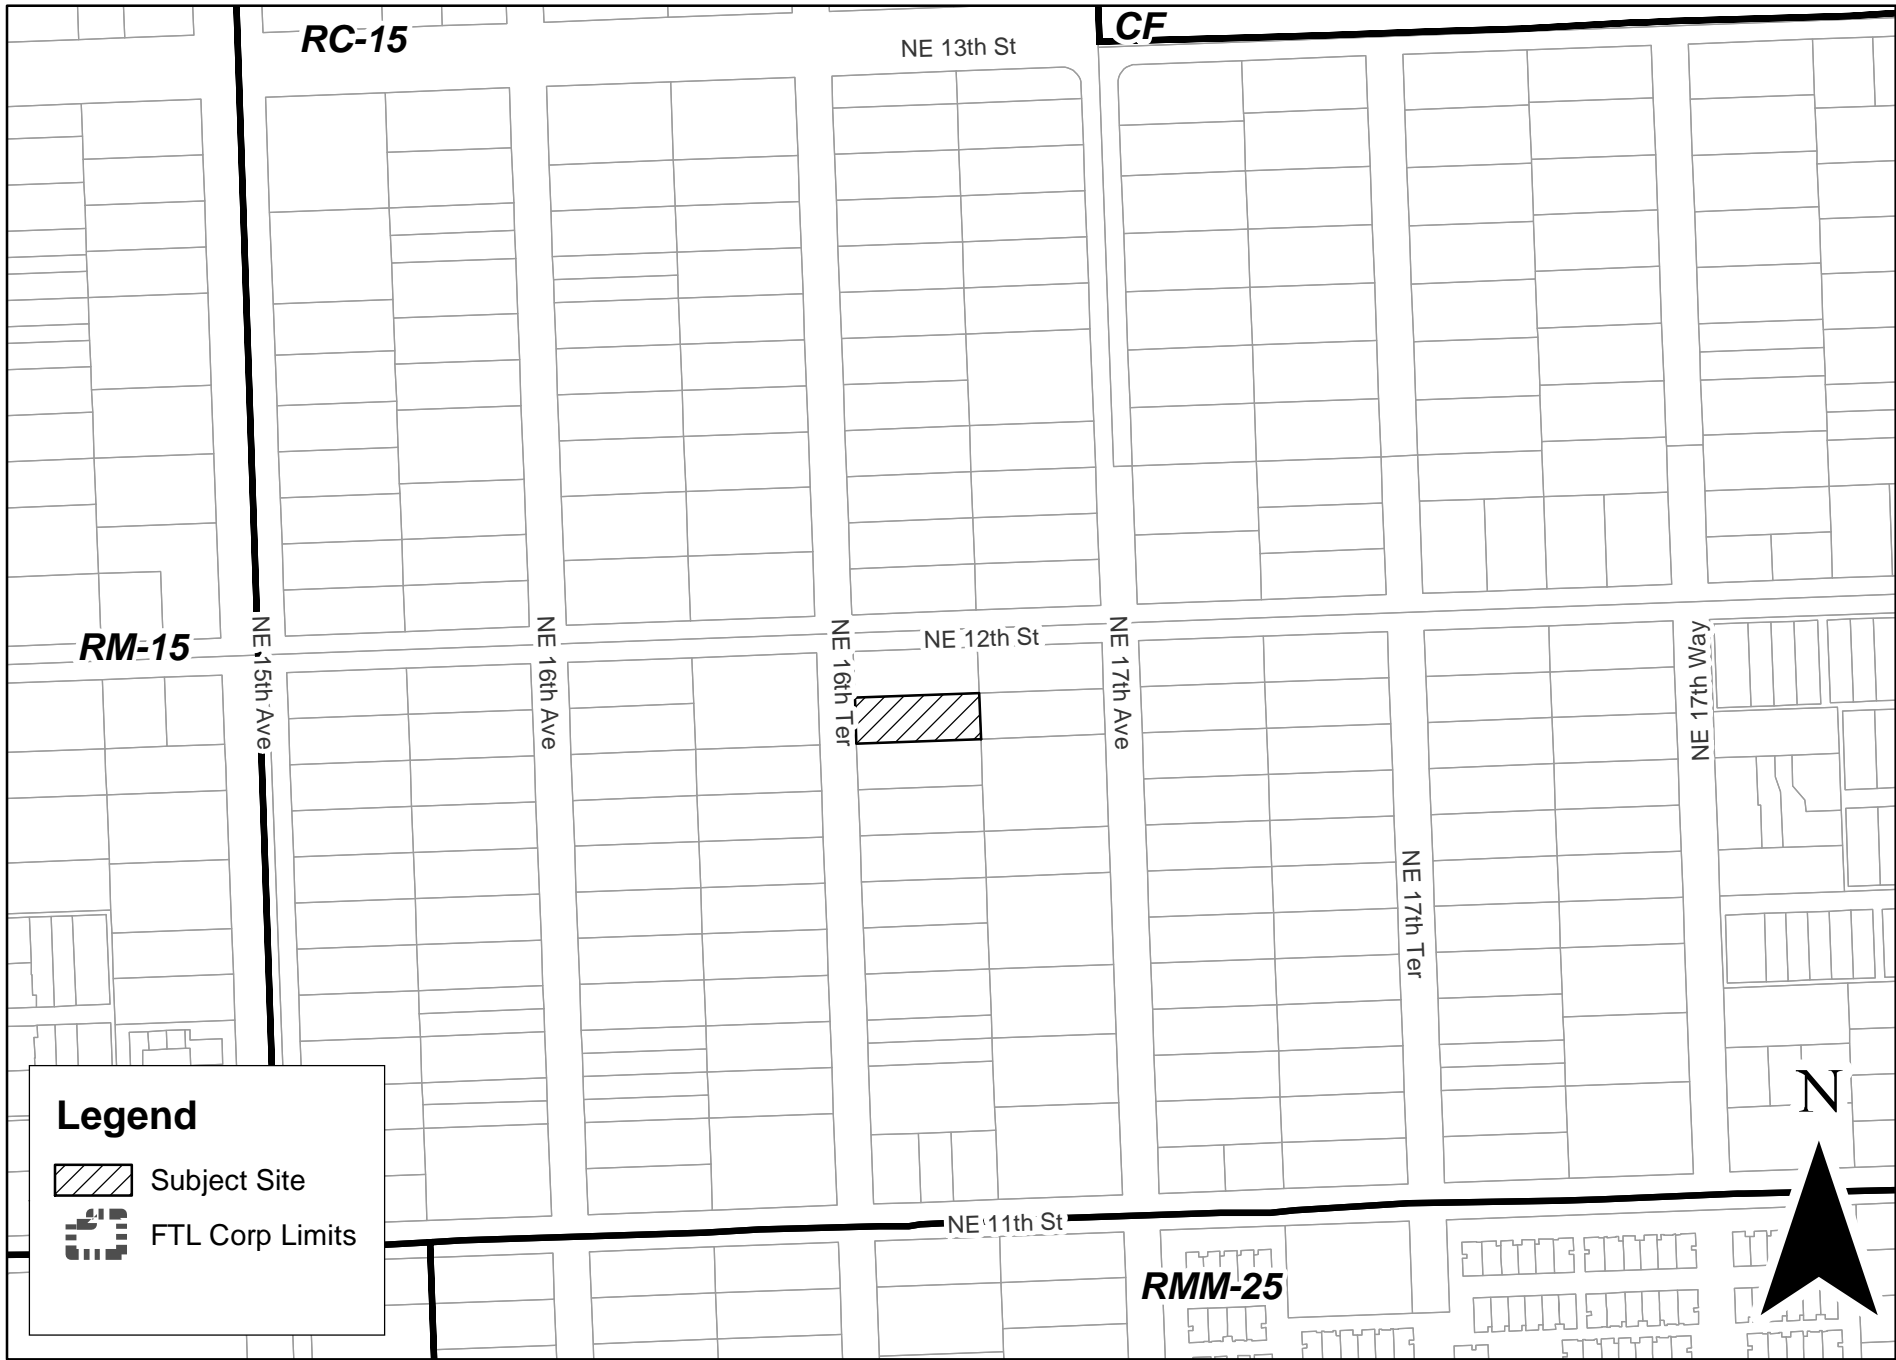 RC-15
CF
NE 13th St
RM-15
NE 15th Ave
NE 16th Ave
NE 16th Ter
NE 12th St
NE 17th Ave
NE 17th Way
NE 17th Ter
N
Legend
Subject Site
FTL Corp Limits
NE 11th St
RMM-25